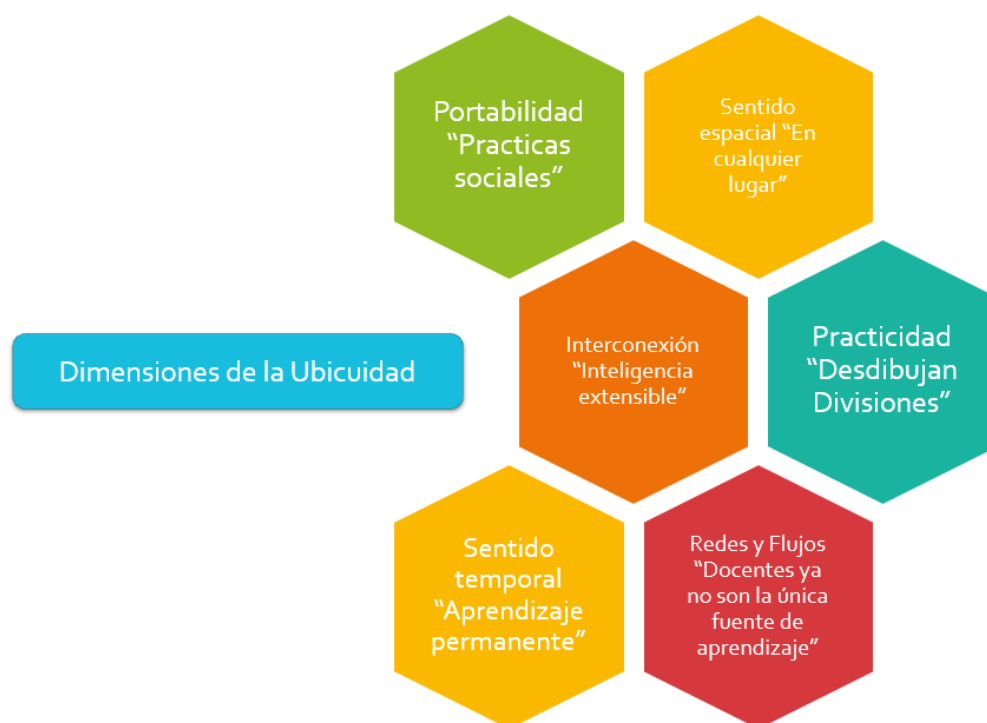 Portabilidad
“Practicas
sociales”
Sentido
espacial “En
cualquier
lugar”
Dimensiones de la Ubicuidad
Interconexión
“Inteligencia
extensible”
Practicidad
“Desdibujan
Divisiones”
Sentido
temporal
“Aprendizaje
permanente”
Redes y Flujos
“Docentes ya
no son la única
fuente de
aprendizaje”